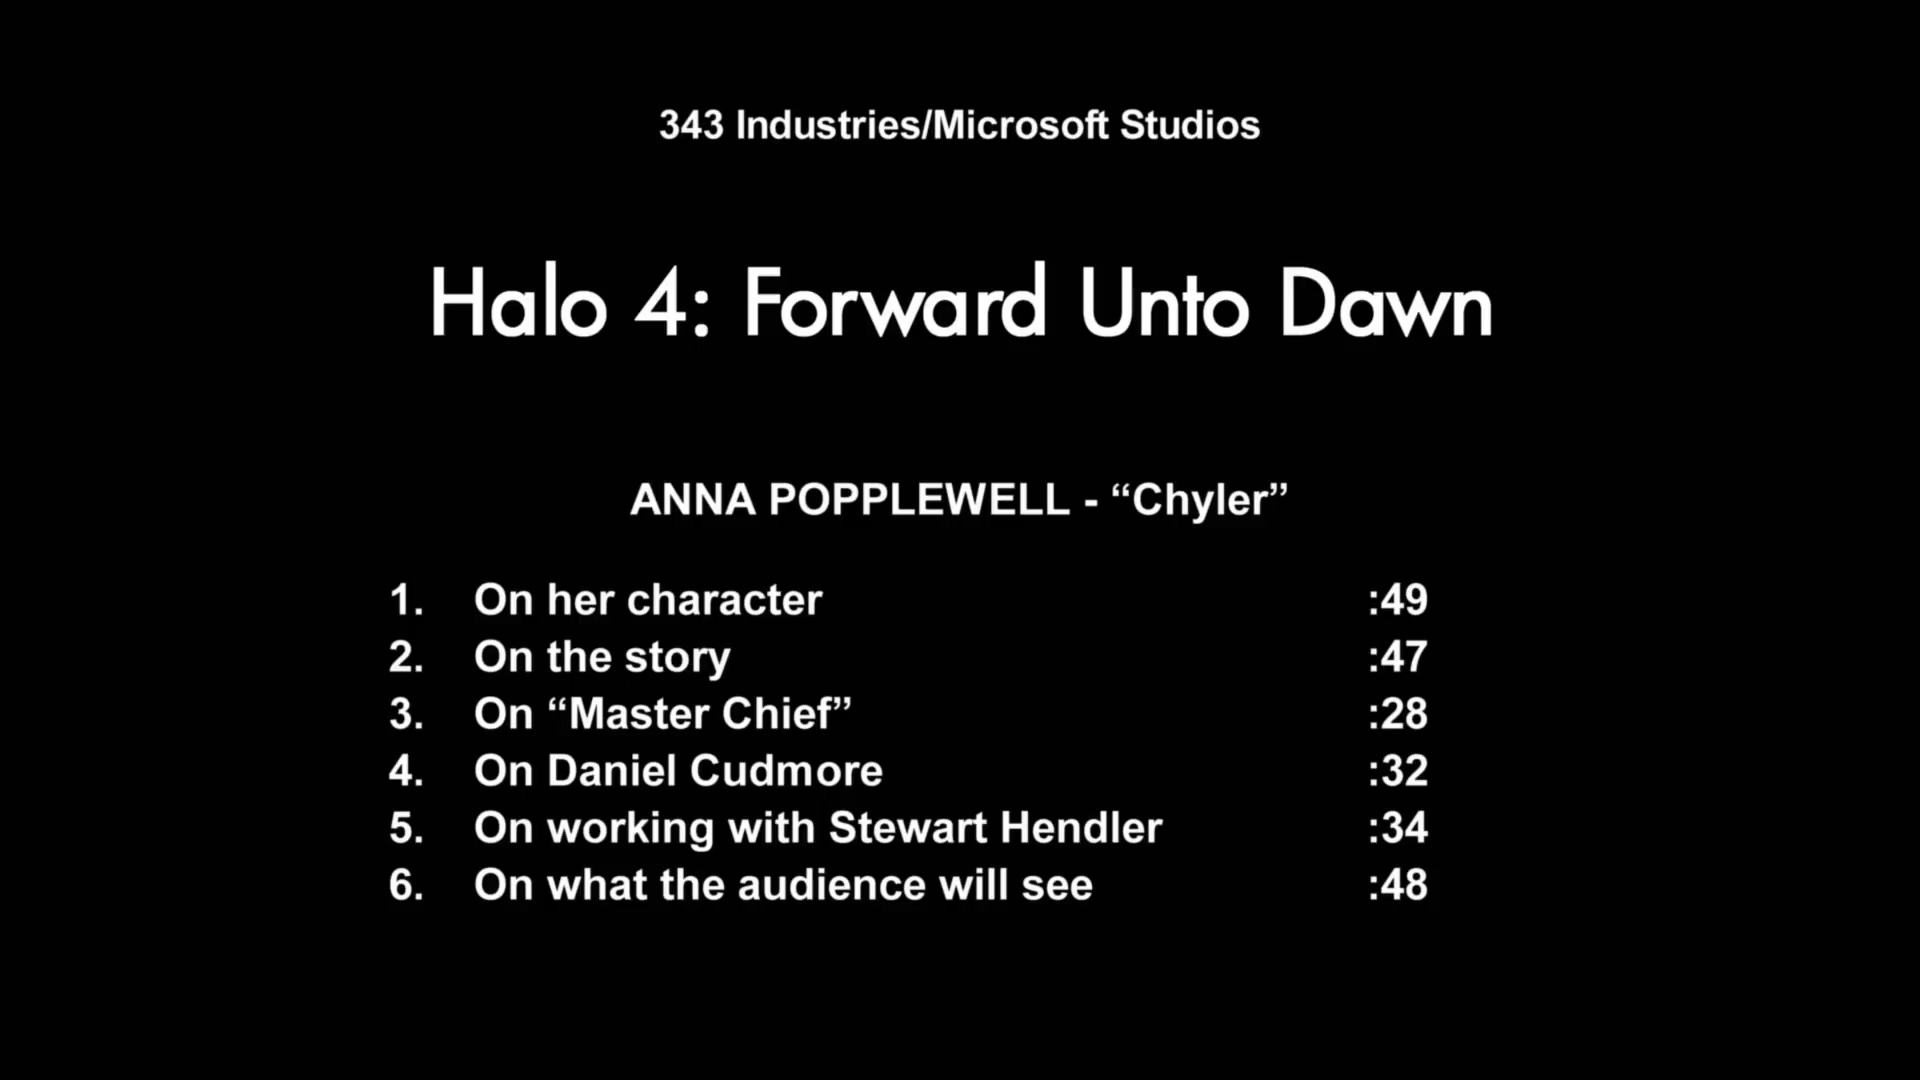 343 Industries/Microsoft Studios
Halo 4: Forward Unto Dawn
ANNA POPPLEWELL - “Chyler”
1. On her character :49
2. On the story :47
3. On “Master Chief” :28
4. On Daniel Cudmore :32
5. On working with Stewart Hendler :34
6. On what the audience will see :48